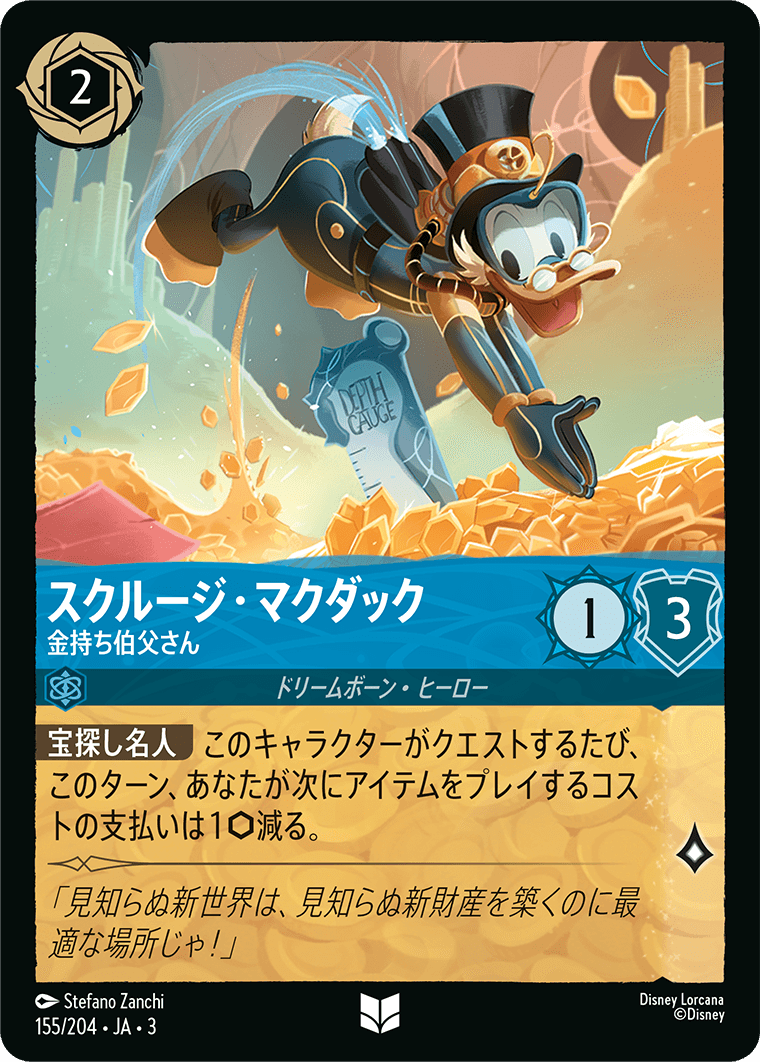 2
DEPTH
GAUGE
スクルージ・マクダック
金持ち伯父さん
1
3
ドリームボーン・ヒーロー
宝探し名人 このキャラクターがクエストするたび、
このターン、あなたが次にアイテムをプレイするコス
トの支払いは1⬡減る。
「見知らぬ新世界は、見知らぬ新財産を築くのに最
適な場所じゃ！」
Stefano Zanchi
155/204 • JA • 3
Disney Lorcana
©Disney